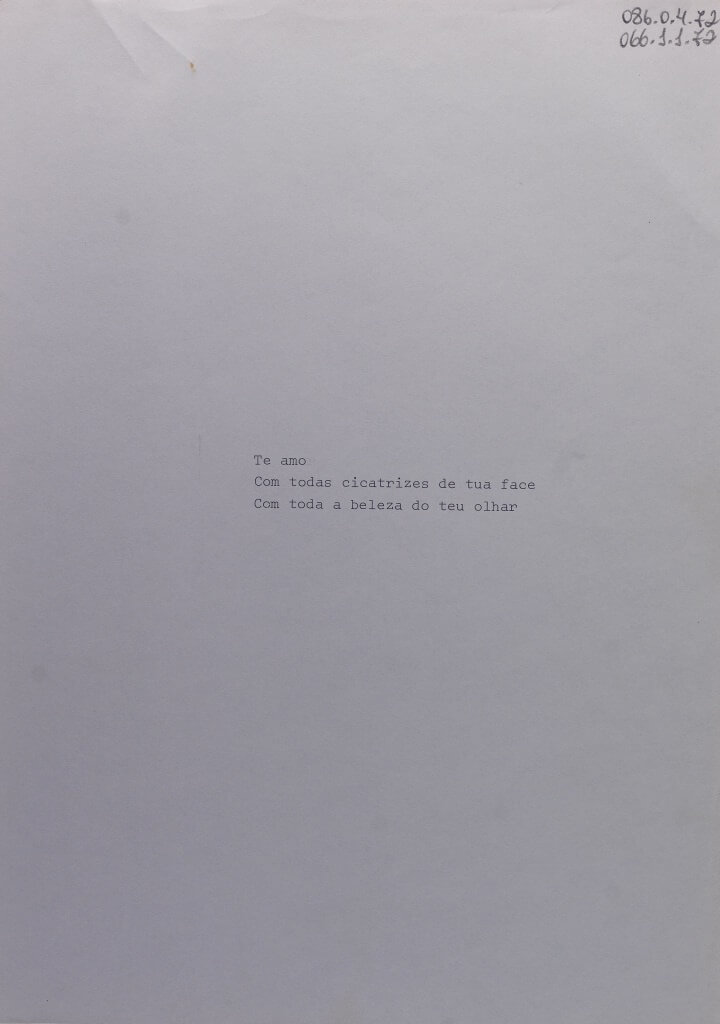 086.0.4.72
066.1.1.72
Te amo
Com todas cicatrizes de tua face
Com toda a beleza do teu olhar